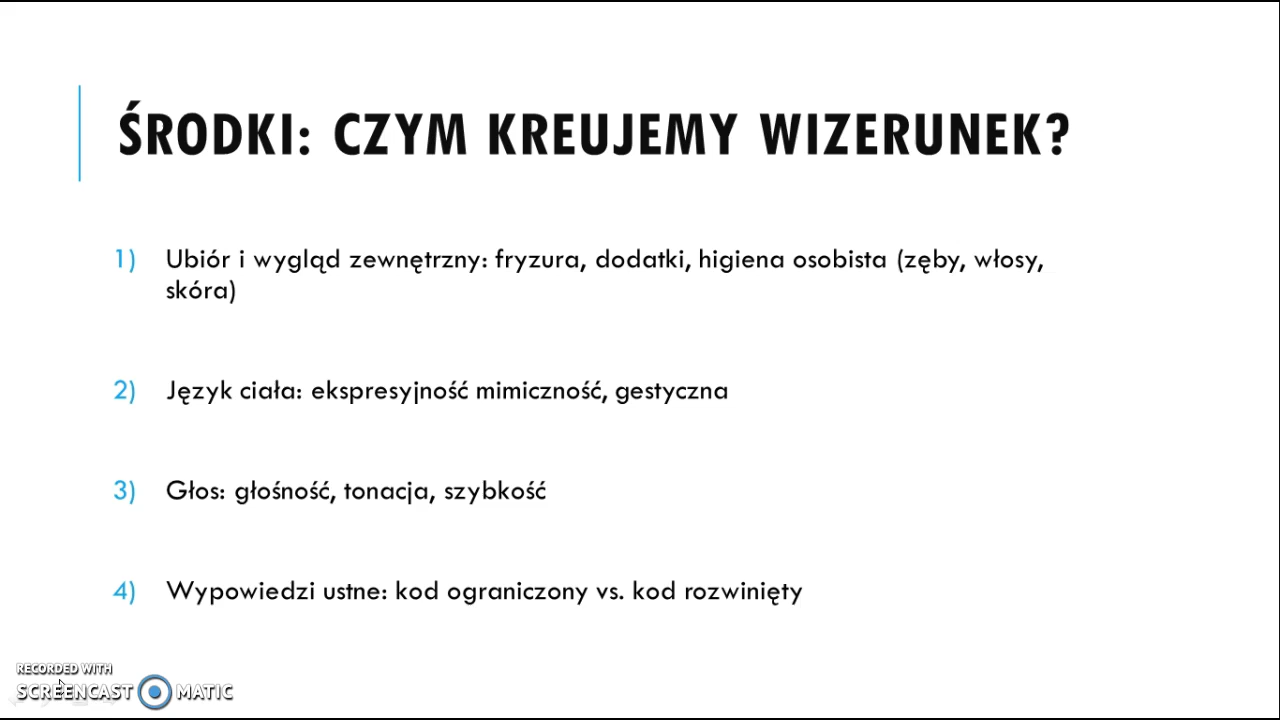 ŚRODKI: CZYM KREUJEMY WIZERUNEK?
1) Ubiór i wygląd zewnętrzny: fryzura, dodatki, higiena osobista (zęby, włosy,
skóra)
2) Język ciała: ekspresyjność mimiczność, gestyczna
3) Głos: głośność, tonacja, szybkość
4) Wypowiedzi ustne: kod ograniczony vs. kod rozwinięty
RECORDED WITH
SCREENCAST MATIC